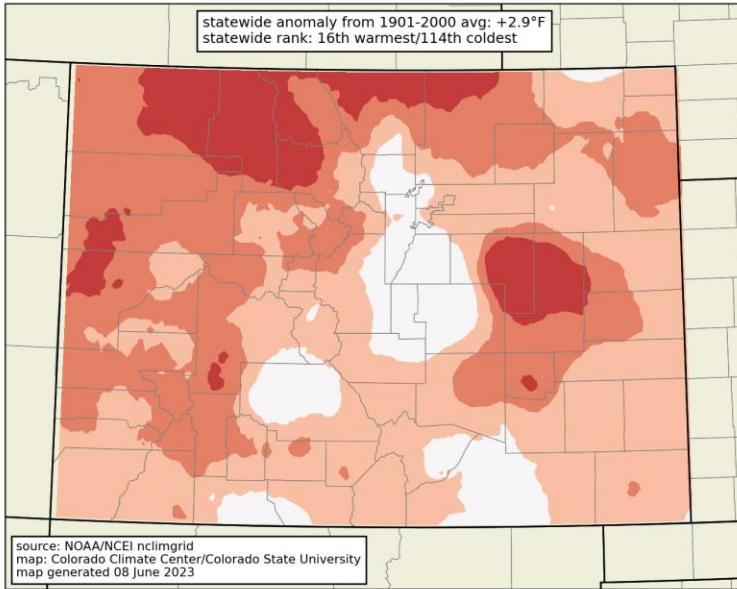 statewide anomaly from 1901-2000 avg: +2.9°F
statewide rank: 16th warmest/114th coldest
source: NOAA/NCEI nclimgrid
map: Colorado Climate Center/Colorado State University
map generated 08 June 2023